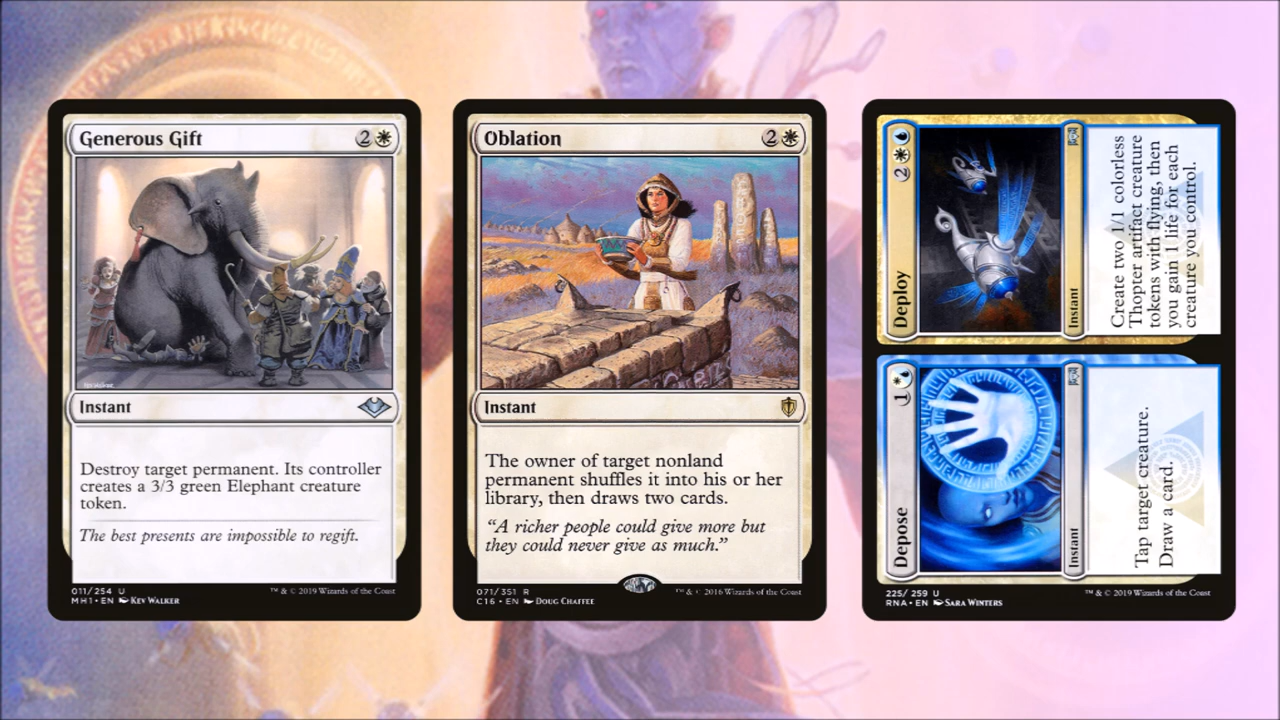 Generous Gift 2
Instant
Destroy target permanent. Its controller
creates a 3/3 green Elephant creature
token.
The best presents are impossible to regift.
011/254 U
MH1 • EN Kev Walker
™ & © 2019 Wizards of the Coast
Oblation 2
Instant
The owner of target nonland
permanent shuffles it into his or her
library, then draws two cards.
“A richer people could give more but
they could never give as much.”
071/351 R
C16 • EN Doug Chaffee
™ & © 2016 Wizards of the Coast
Deploy 2
Instant
Create two 1/1 colorless
Thopter artifact creature
tokens with flying, then
you gain 1 life for each
creature you control.
Depose 1
Instant
Tap target creature.
Draw a card.
225/259 U
RNA • EN Sara Winters
™ & © 2019 Wizards of the Coast